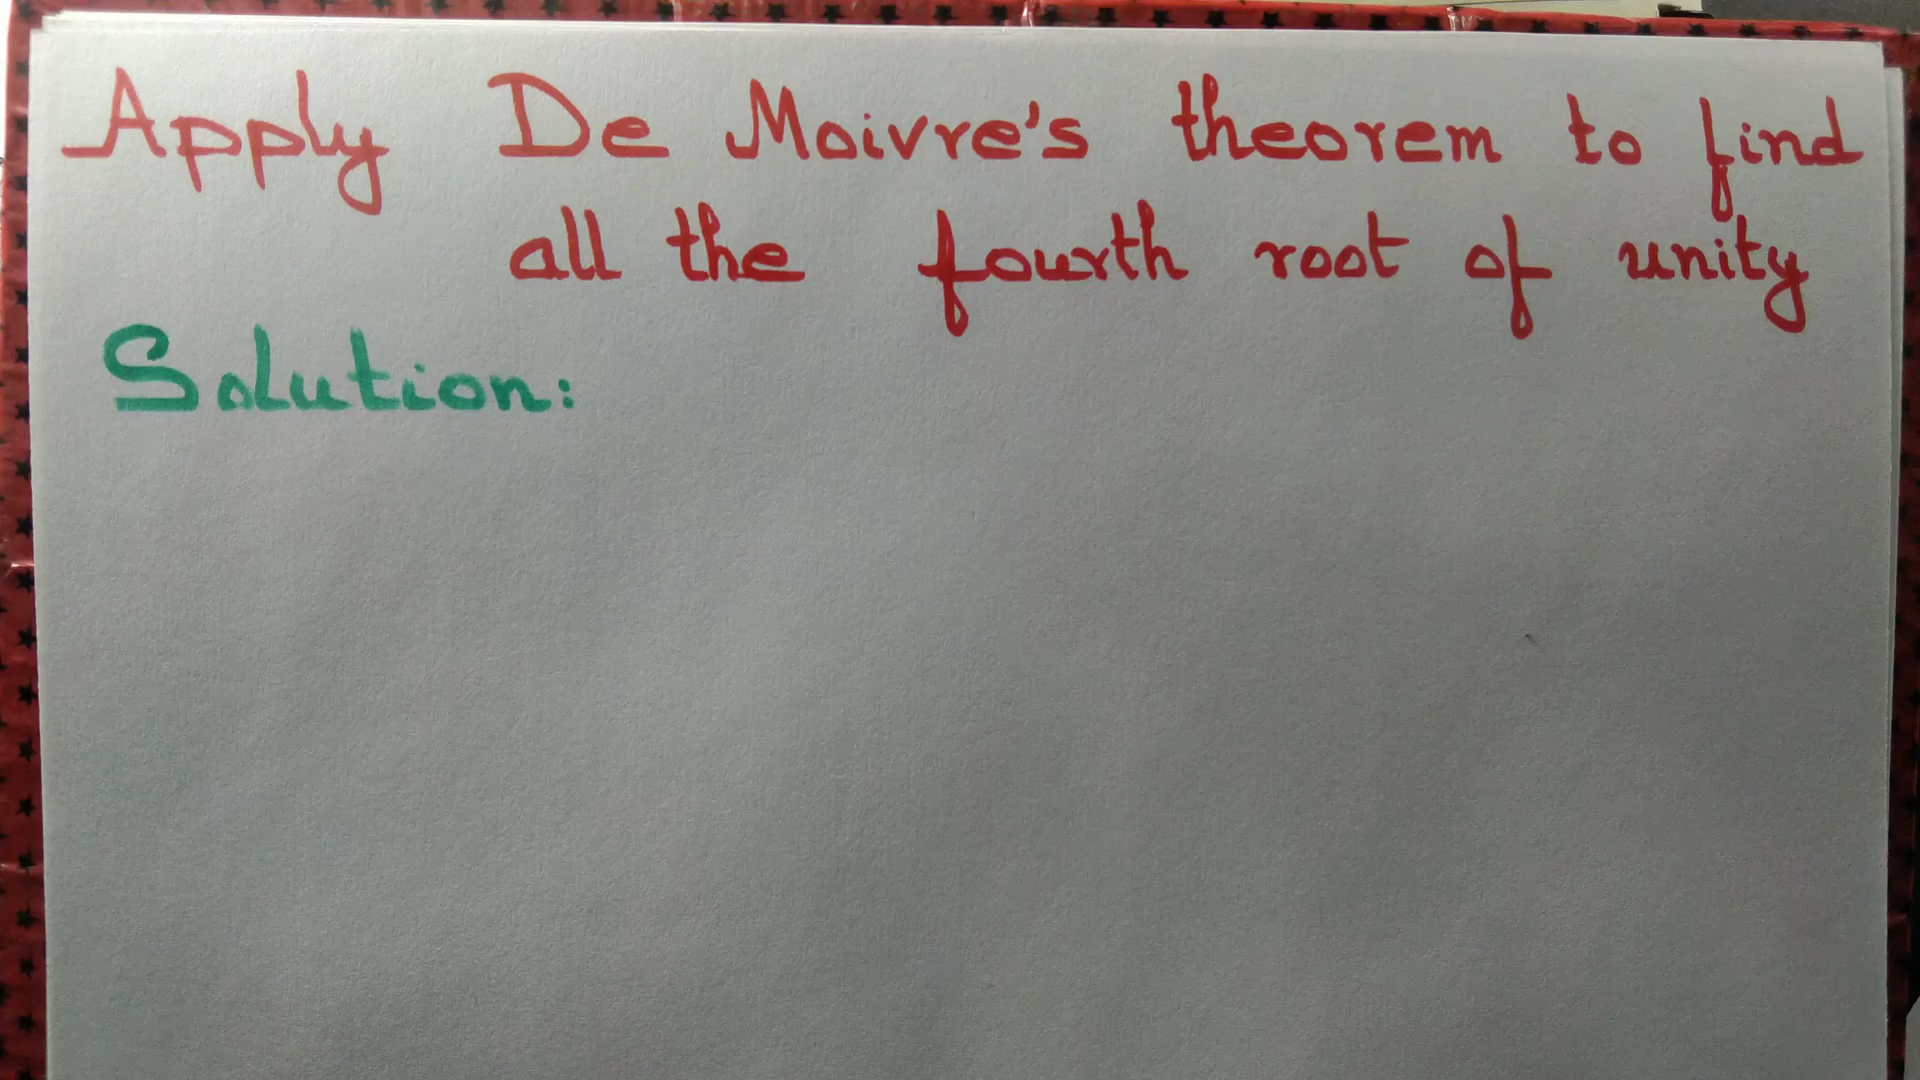 Apply De Moivre's theorem to find
all the fourth root of unity
Solution: